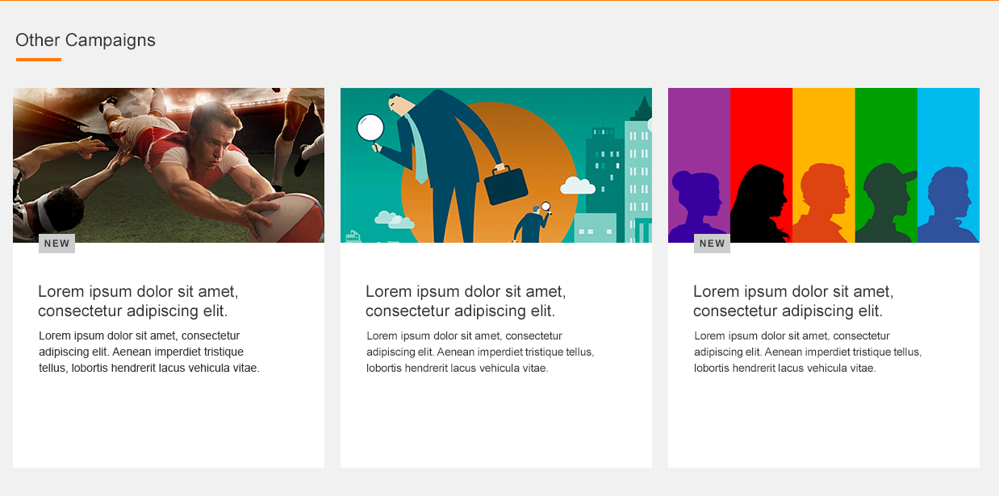 Other Campaigns
NEW
Lorem ipsum dolor sit amet,
consectetur adipiscing elit.
Lorem ipsum dolor sit amet, consectetur
adipiscing elit. Aenean imperdiet tristique
tellus, lobortis hendrerit lacus vehicula vitae.
Lorem ipsum dolor sit amet,
consectetur adipiscing elit.
Lorem ipsum dolor sit amet, consectetur
adipiscing elit. Aenean imperdiet tristique tellus,
lobortis hendrerit lacus vehicula vitae.
NEW
Lorem ipsum dolor sit amet,
consectetur adipiscing elit.
Lorem ipsum dolor sit amet, consectetur
adipiscing elit. Aenean imperdiet tristique tellus,
lobortis hendrerit lacus vehicula vitae.